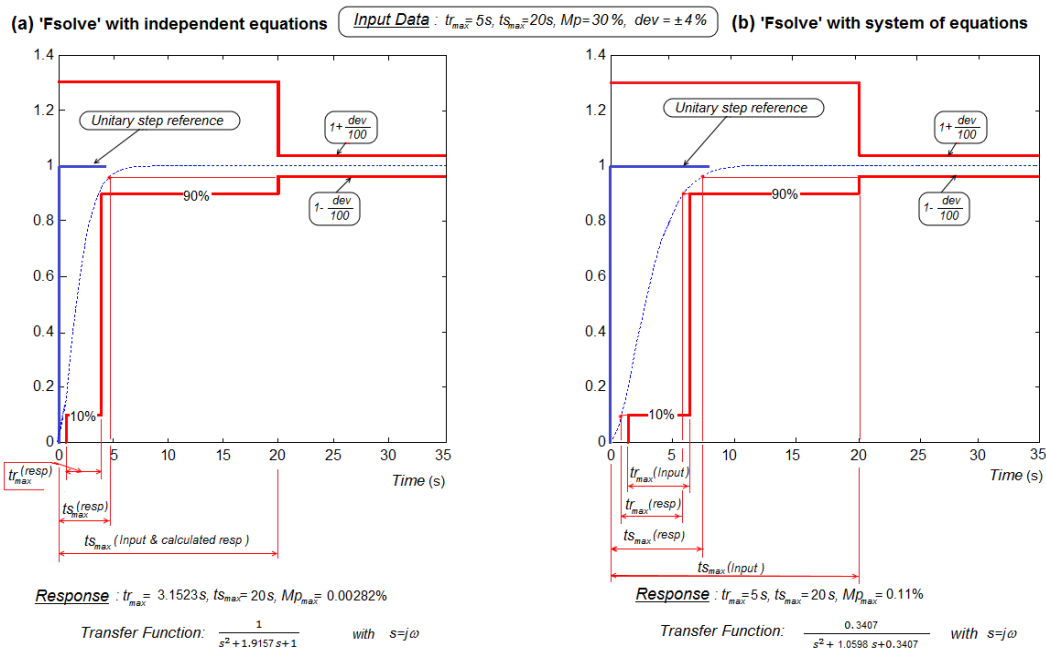 (a) 'Fsolve' with independent equations
Input Data : tr_max = 5s, ts_max = 20s, Mp = 30%, dev = ±4%
(b) 'Fsolve' with system of equations
1.4
1.2
1
0.8
0.6
0.4
0.2
0
Unitary step reference
1+ dev/100
90%
1- dev/100
10%
0 5 10 15 20 25 30 35
Time (s)
tr_max (resp)
ts_max (resp)
ts_max (Input & calculated resp)
Response : tr_max = 3.1523s, ts_max = 20s, Mp_max = 0.00282%
Transfer Function: 1 / (s² + 1.9157s + 1) with s=jω
1.4
1.2
1
0.8
0.6
0.4
0.2
0
Unitary step reference
1+ dev/100
90%
1- dev/100
10%
0 5 10 15 20 25 30 35
Time (s)
tr_max (Input)
tr_max (resp)
ts_max (resp)
ts_max (Input)
Response : tr_max = 5s, ts_max = 20s, Mp_max = 0.11%
Transfer Function: 0.3407 / (s² + 1.0598 s + 0.3407) with s=jω